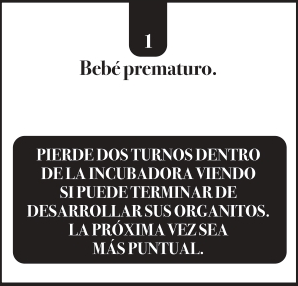 1
Bebé prematuro.
PIERDE DOS TURNOS DENTRO
DE LA INCUBADORA VIENDO
SI PUEDE TERMINAR DE
DESARROLLAR SUS ORGANITOS.
LA PRÓXIMA VEZ SEA
MÁS PUNTUAL.